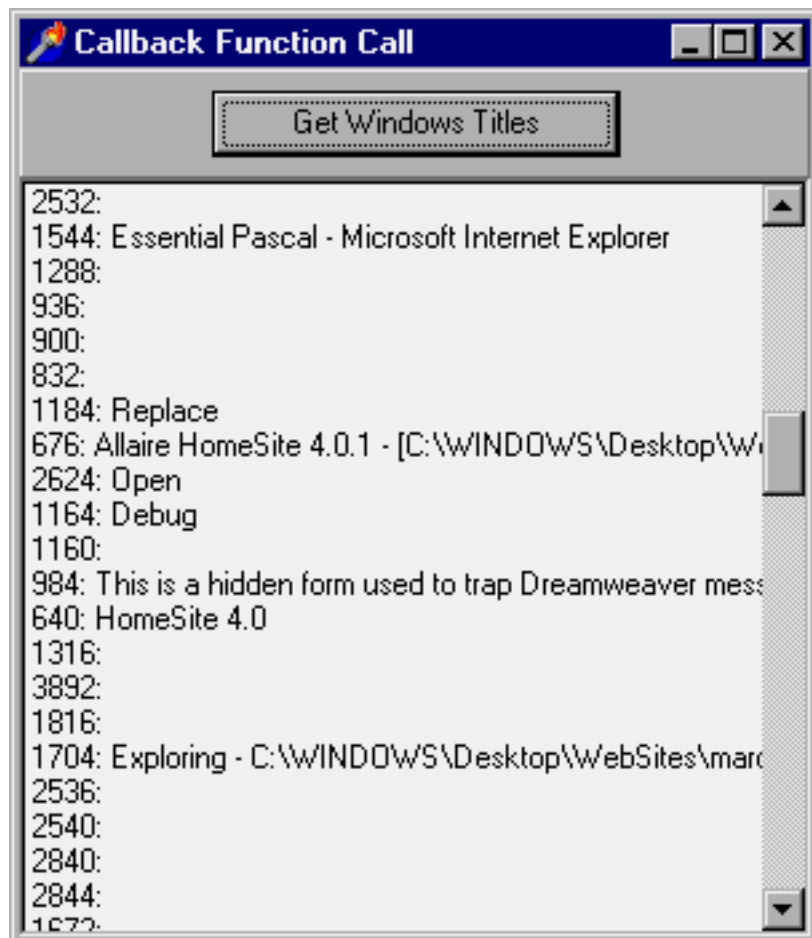 Callback Function Call
Get Windows Titles
2532:
1544: Essential Pascal - Microsoft Internet Explorer
1288:
936:
900:
832:
1184: Replace
676: Allaire HomeSite 4.0.1 - [C:\WINDOWS\Desktop\We
2624: Open
1164: Debug
1160:
984: This is a hidden form used to trap Dreamweaver mess
640: HomeSite 4.0
1316:
3892:
1816:
1704: Exploring - C:\WINDOWS\Desktop\WebSites\marc
2536:
2540:
2840:
2844:
1672: